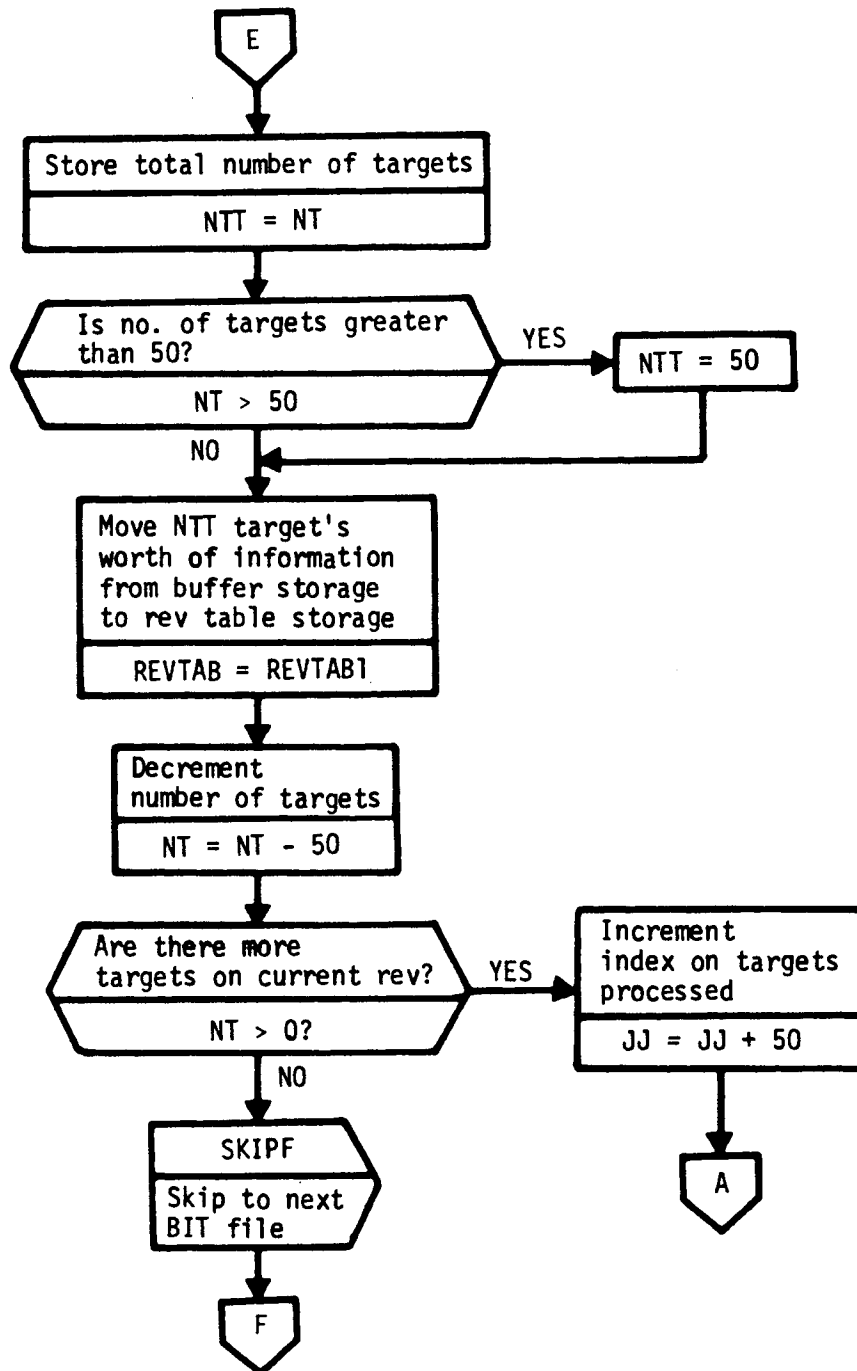 E
Store total number of targets
NTT = NT
Is no. of targets greater
than 50?
YES
NTT = 50
NT > 50
NO
Move NTT target's
worth of information
from buffer storage
to rev table storage
REVTAB = REVTAB1
Decrement
number of targets
NT = NT - 50
Are there more
targets on current rev?
YES
NT > 0?
Increment
index on targets
processed
JJ = JJ + 50
NO
SKIPF
Skip to next
BIT file
A
F